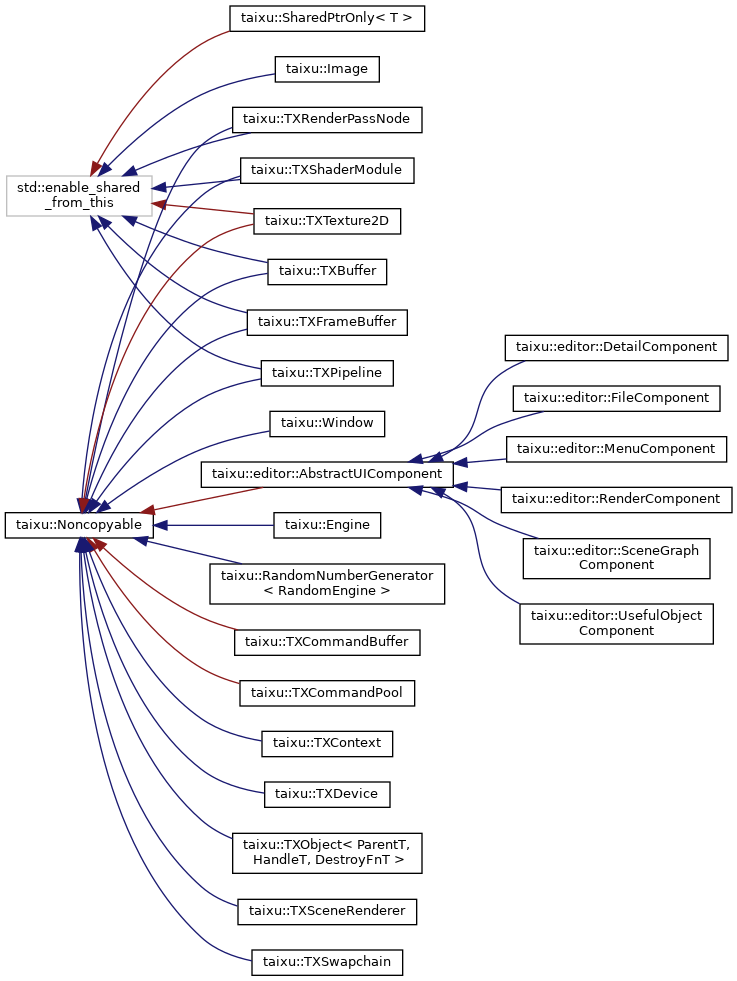 taixu::SharedPtrOnly< T >
taixu::Image
taixu::TXRenderPassNode
taixu::TXShaderModule
std::enable_shared
_from_this
taixu::TXTexture2D
taixu::TXBuffer
taixu::TXFrameBuffer
taixu::editor::DetailComponent
taixu::TXPipeline
taixu::editor::FileComponent
taixu::Window
taixu::editor::MenuComponent
taixu::editor::AbstractUIComponent
taixu::editor::RenderComponent
taixu::Noncopyable
taixu::Engine
taixu::editor::SceneGraph
Component
taixu::RandomNumberGenerator
< RandomEngine >
taixu::editor::UsefulObject
Component
taixu::TXCommandBuffer
taixu::TXCommandPool
taixu::TXContext
taixu::TXDevice
taixu::TXObject< ParentT,
HandleT, DestroyFnT >
taixu::TXSceneRenderer
taixu::TXSwapchain